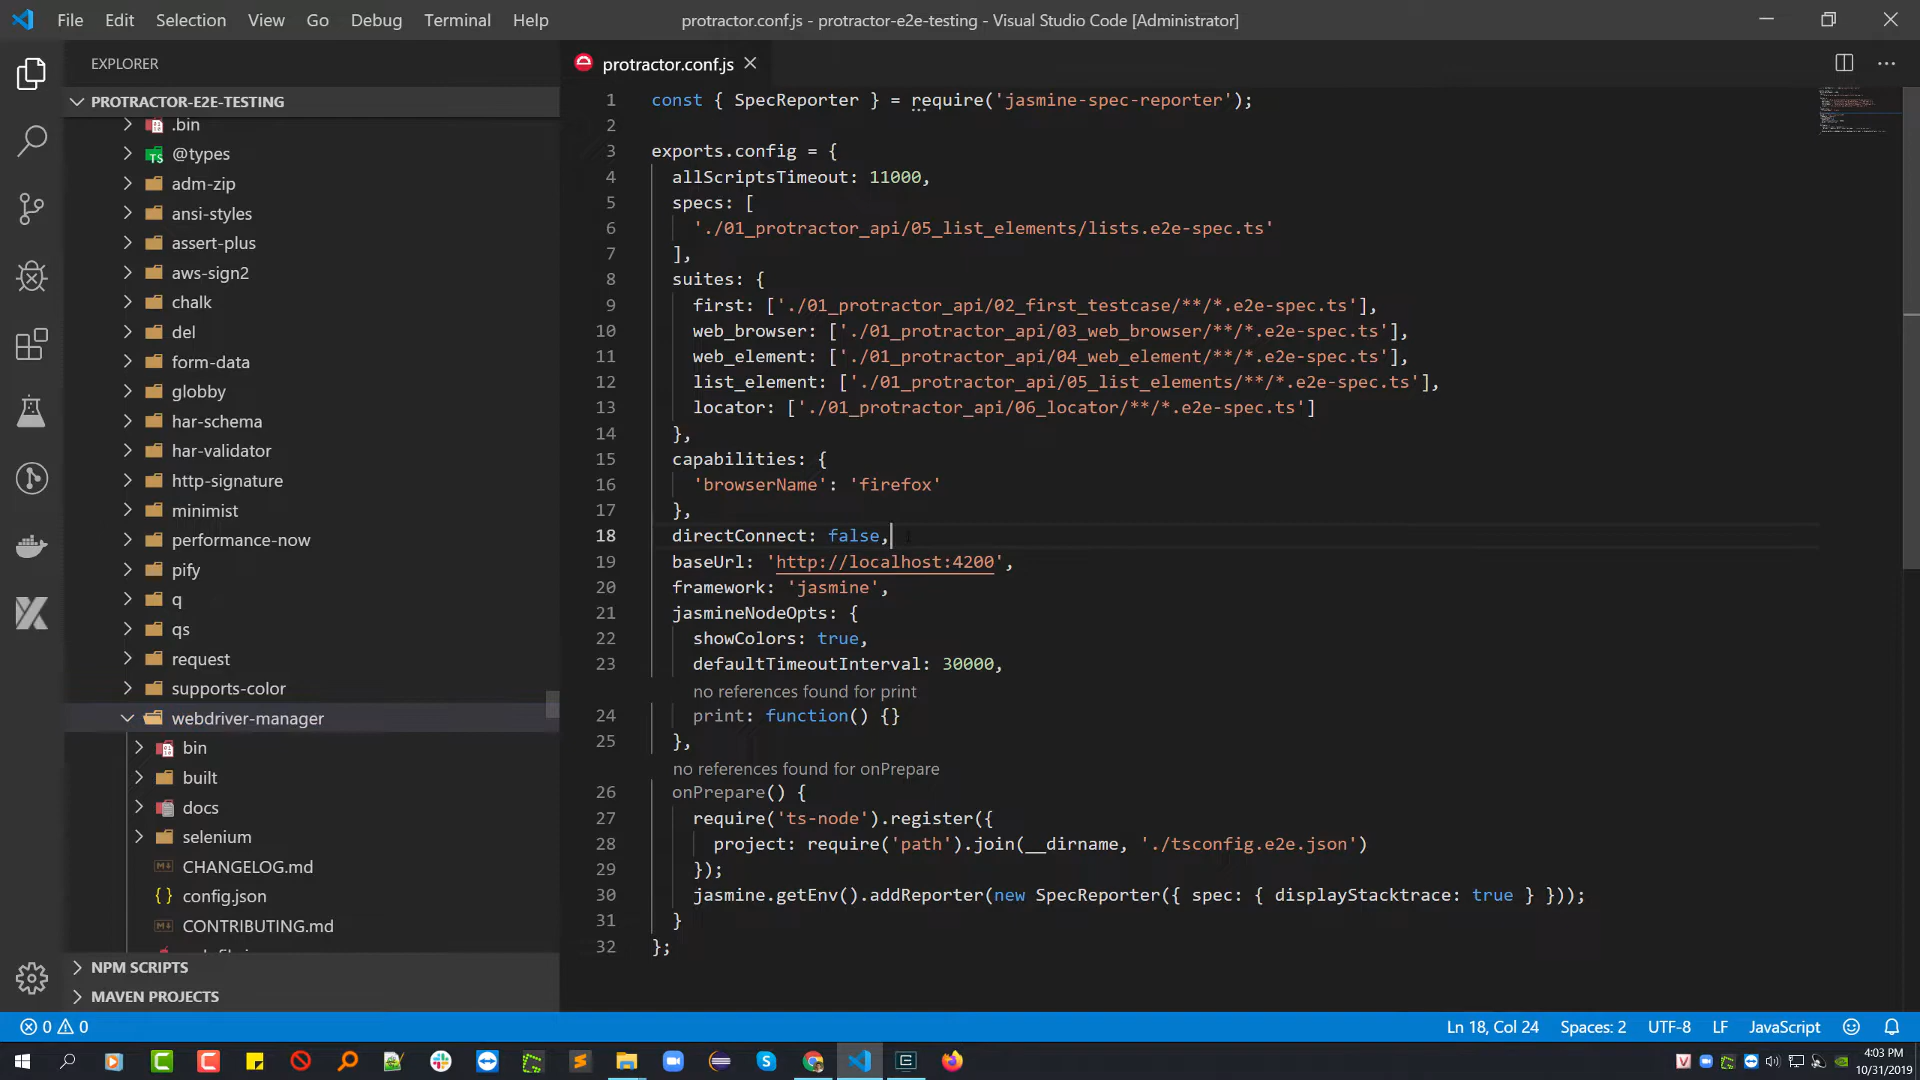 File Edit Selection View Go Debug Terminal Help
protractor.conf.js - protractor-e2e-testing - Visual Studio Code [Administrator]
EXPLORER
PROTRACTOR-E2E-TESTING
.bin
TS @types
adm-zip
ansi-styles
assert-plus
aws-sign2
chalk
del
form-data
globby
har-schema
har-validator
http-signature
minimist
performance-now
pify
q
qs
request
supports-color
webdriver-manager
bin
built
docs
selenium
CHANGELOG.md
{} config.json
CONTRIBUTING.md
NPM SCRIPTS
MAVEN PROJECTS
protractor.conf.js
1 const { SpecReporter } = require('jasmine-spec-reporter');
2
3 exports.config = {
4 allScriptsTimeout: 11000,
5 specs: [
6 './01_protractor_api/05_list_elements/lists.e2e-spec.ts'
7 ],
8 suites: {
9 first: ['./01_protractor_api/02_first_testcase/**/*.e2e-spec.ts'],
10 web_browser: ['./01_protractor_api/03_web_browser/**/*.e2e-spec.ts'],
11 web_element: ['./01_protractor_api/04_web_element/**/*.e2e-spec.ts'],
12 list_element: ['./01_protractor_api/05_list_elements/**/*.e2e-spec.ts'],
13 locator: ['./01_protractor_api/06_locator/**/*.e2e-spec.ts']
14 },
15 capabilities: {
16 'browserName': 'firefox'
17 },
18 directConnect: false,
19 baseUrl: 'http://localhost:4200',
20 framework: 'jasmine',
21 jasmineNodeOpts: {
22 showColors: true,
23 defaultTimeoutInterval: 30000,
no references found for print
24 print: function() {}
25 },
no references found for onPrepare
26 onPrepare() {
27 require('ts-node').register({
28 project: require('path').join(__dirname, './tsconfig.e2e.json')
29 });
30 jasmine.getEnv().addReporter(new SpecReporter({ spec: { displayStacktrace: true } }));
31 }
32 };
0 0
Ln 18, Col 24 Spaces: 2 UTF-8 LF JavaScript
4:03 PM
10/31/2019